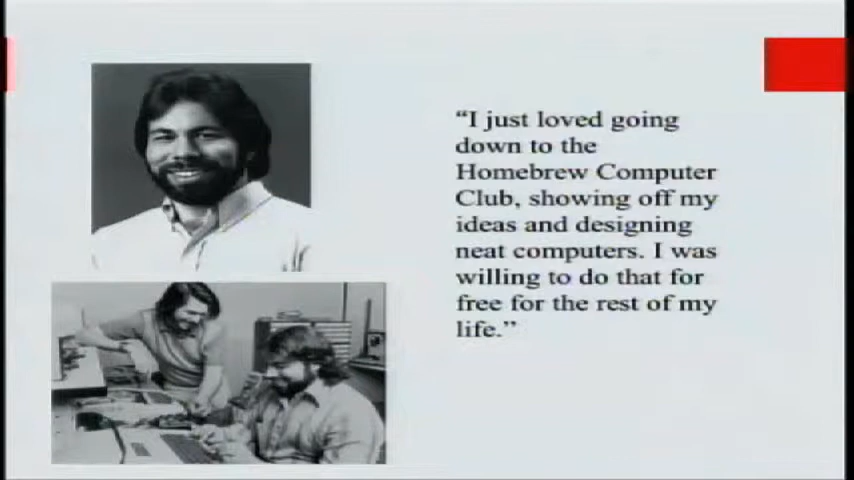 “I just loved going
down to the
Homebrew Computer
Club, showing off my
ideas and designing
neat computers. I was
willing to do that for
free for the rest of my
life.”